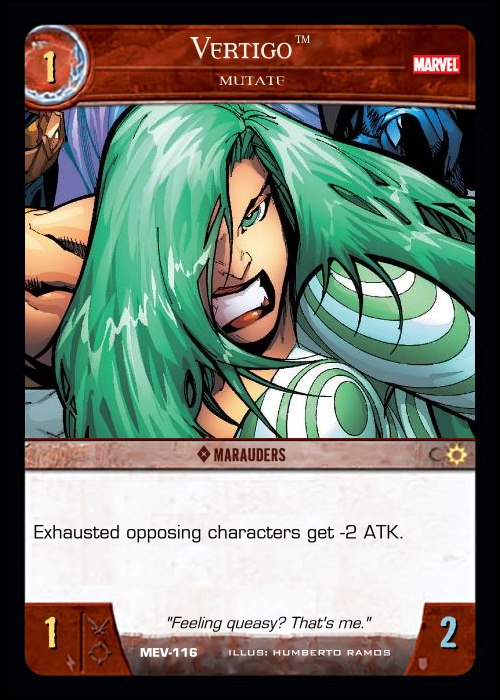 1
VERTIGO™
MUTATE
MARVEL
MARAUDERS
C
Exhausted opposing characters get -2 ATK.
"Feeling queasy? That's me."
1
MEV-116 ILLUS: HUMBERTO RAMOS
2